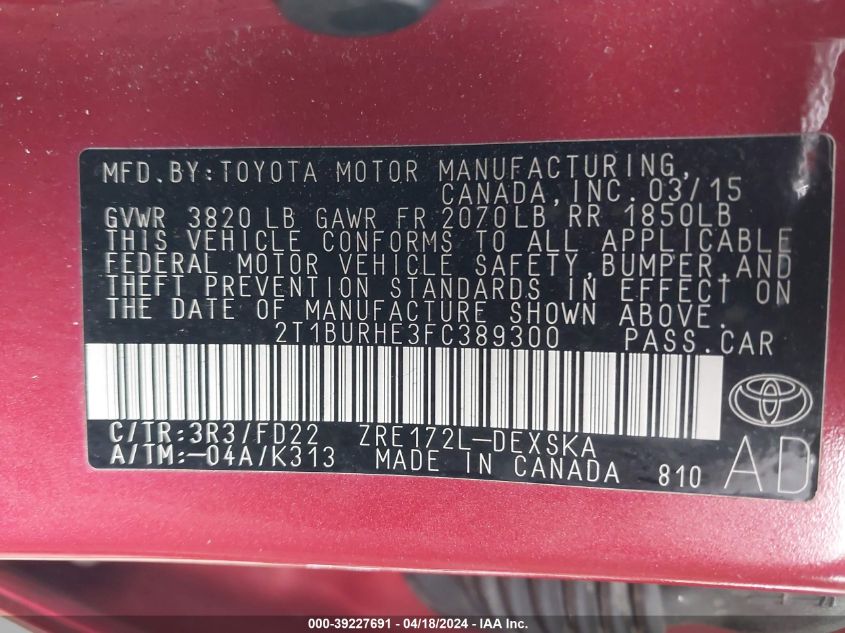 MFD.BY:TOYOTA MOTOR MANUFACTURING,
CANADA,INC.03/15
GVWR 3820 LB GAWR FR 2070LB RR 1850LB
THIS VEHICLE CONFORMS TO ALL APPLICABLE
FEDERAL MOTOR VEHICLE SAFETY,BUMPER,AND
THEFT PREVENTION STANDARDS IN EFFECT ON
THE DATE OF MANUFACTURE SHOWN ABOVE.
2T1BURHE3FC389300 PASS.CAR
C/TR:3R3/FD22 ZRE172L-DEXSKA
A/TM:-04A/K313 MADE IN CANADA 810
AD
000-39227691 - 04/18/2024 - IAA Inc.